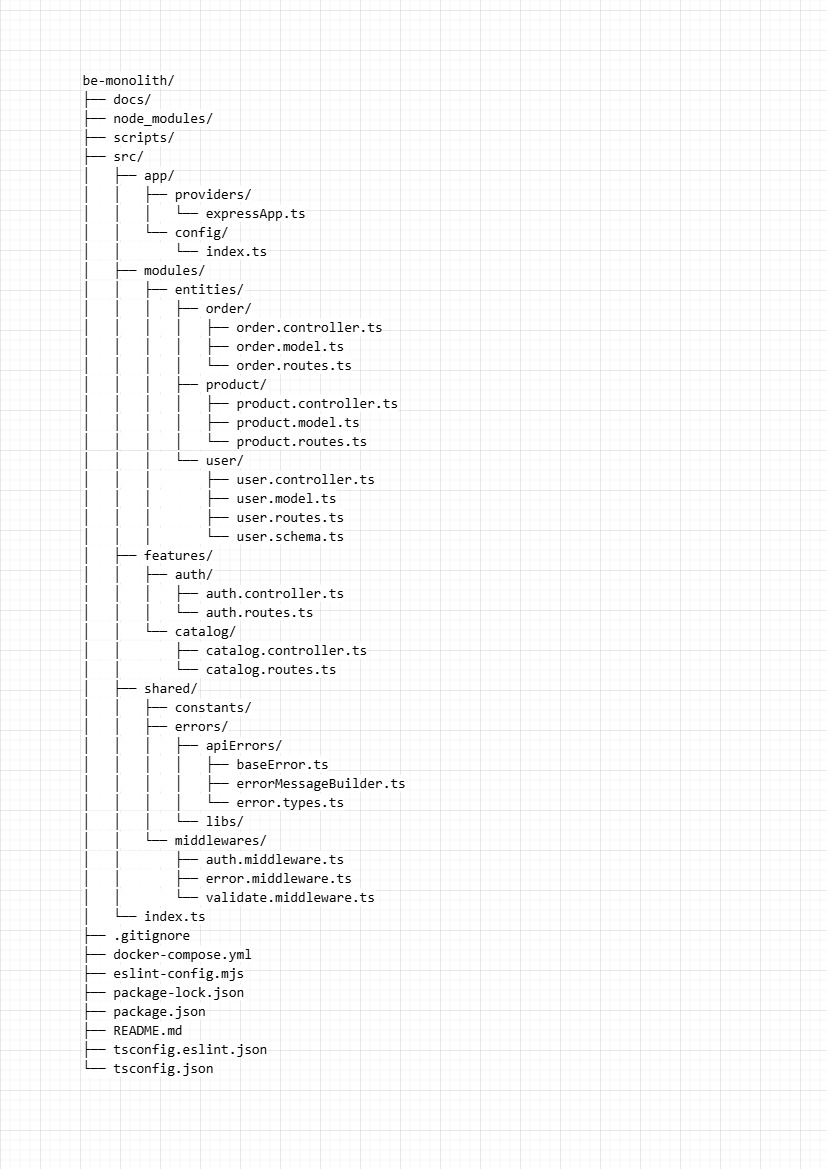 be-monolith/
├── docs/
├── node_modules/
├── scripts/
├── src/
│   ├── app/
│   │   ├── providers/
│   │   │   └── expressApp.ts
│   │   └── config/
│   │       └── index.ts
│   ├── modules/
│   │   ├── entities/
│   │   │   ├── order/
│   │   │   │   ├── order.controller.ts
│   │   │   │   ├── order.model.ts
│   │   │   │   └── order.routes.ts
│   │   │   ├── product/
│   │   │   │   ├── product.controller.ts
│   │   │   │   ├── product.model.ts
│   │   │   │   └── product.routes.ts
│   │   │   └── user/
│   │   │       ├── user.controller.ts
│   │   │       ├── user.model.ts
│   │   │       ├── user.routes.ts
│   │   │       └── user.schema.ts
│   ├── features/
│   │   ├── auth/
│   │   │   ├── auth.controller.ts
│   │   │   └── auth.routes.ts
│   │   └── catalog/
│   │       ├── catalog.controller.ts
│   │       └── catalog.routes.ts
│   ├── shared/
│   │   ├── constants/
│   │   ├── errors/
│   │   │   ├── apiErrors/
│   │   │   │   ├── baseError.ts
│   │   │   │   ├── errorMessageBuilder.ts
│   │   │   │   └── error.types.ts
│   │   │   └── libs/
│   │   └── middlewares/
│   │       ├── auth.middleware.ts
│   │       ├── error.middleware.ts
│   │       └── validate.middleware.ts
│   └── index.ts
├── .gitignore
├── docker-compose.yml
├── eslint-config.mjs
├── package-lock.json
├── package.json
├── README.md
├── tsconfig.eslint.json
└── tsconfig.json